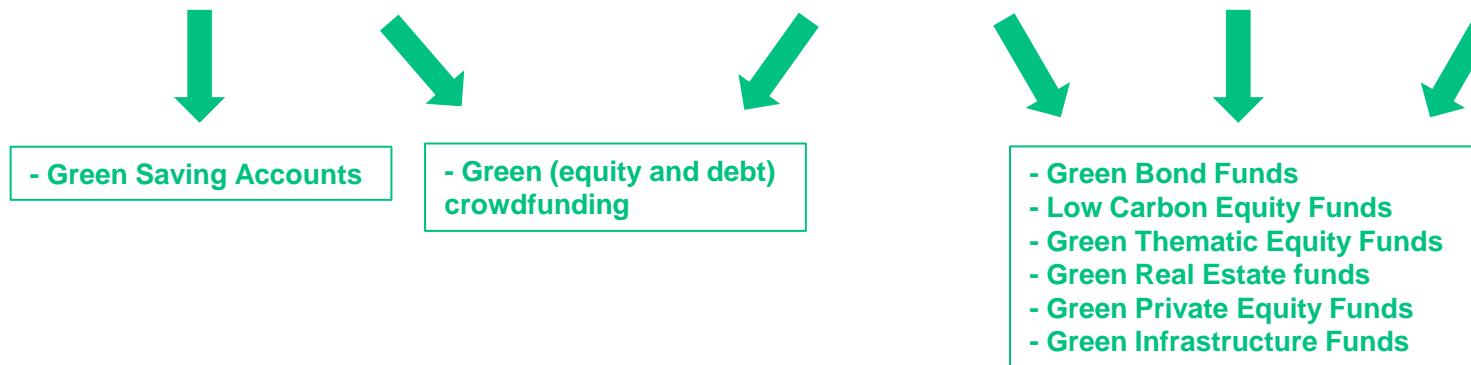 - Green Saving Accounts
- Green (equity and debt)
crowdfunding
- Green Bond Funds
- Low Carbon Equity Funds
- Green Thematic Equity Funds
- Green Real Estate funds
- Green Private Equity Funds
- Green Infrastructure Funds